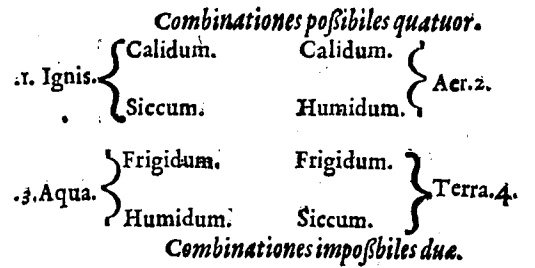 Combinationes poßibiles quatuor.
Calidum. Calidum.
.1. Ignis. Aer.2.
Siccum. Humidum.
Frigidum. Frigidum.
.3.Aqua. Terra.4.
Humidum. Siccum.
Combinationes impoßbiles duæ.